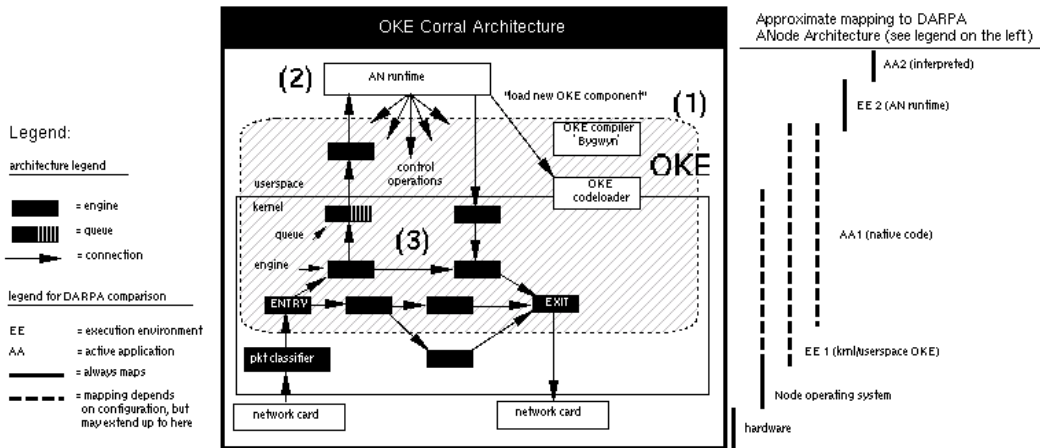 OKE Corral Architecture
Approximate mapping to DARPA
ANode Architecture (see legend on the left)
Legend:
architecture legend
= engine
= queue
= connection
legend for DARPA comparison
EE = execution environment
AA = active application
= always maps
= mapping depends
on configuration, but
may extend up to here
(2)
AN runtime
"load new OKE component"
(1)
OKE compiler
'Bygwyn'
OKE
control
operations
userspace
OKE
codeloader
kernel
queue
(3)
engine
ENTRY
EXIT
pkt classifier
network card
network card
AA2 (interpreted)
EE 2 (AN runtime)
AA1 (native code)
EE 1 (krnl/userspace OKE)
Node operating system
hardware